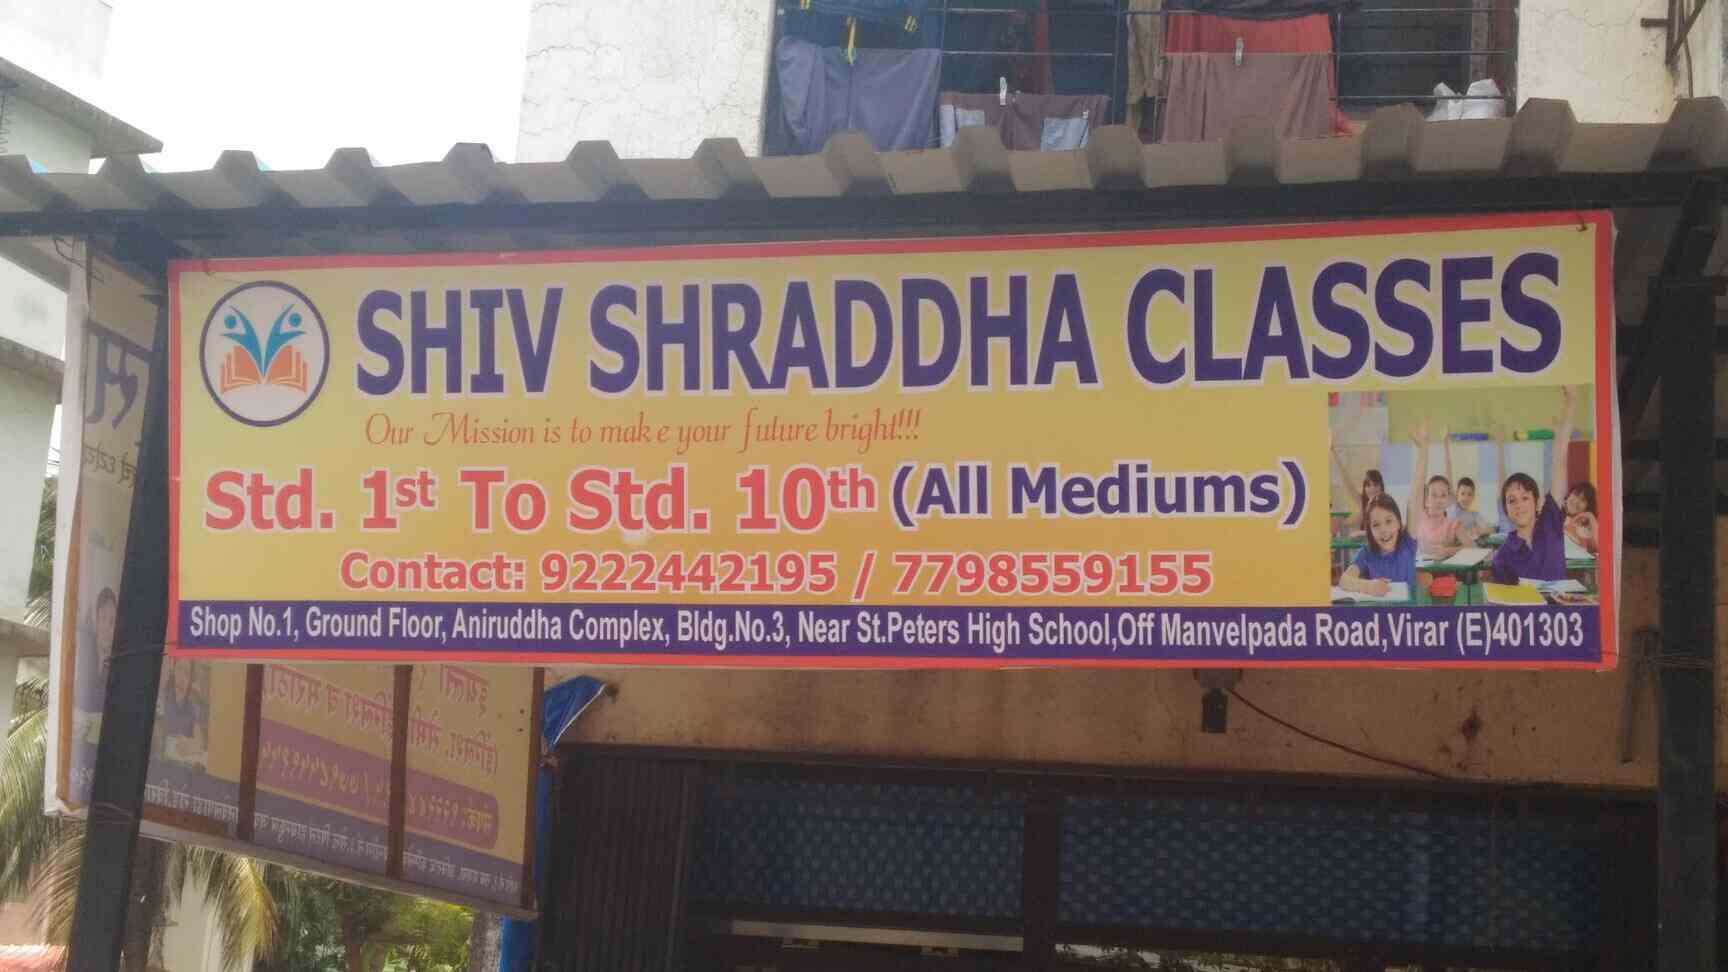 SHIV SHRADDHA CLASSES
Our Mission is to make your future bright!!!
Std. 1st To Std. 10th (All Mediums)
Contact: 9222442195 / 7798559155
Shop No.1, Ground Floor, Aniruddha Complex, Bldg.No.3, Near St.Peters High School,Off Manvelpada Road,Virar (E)401303